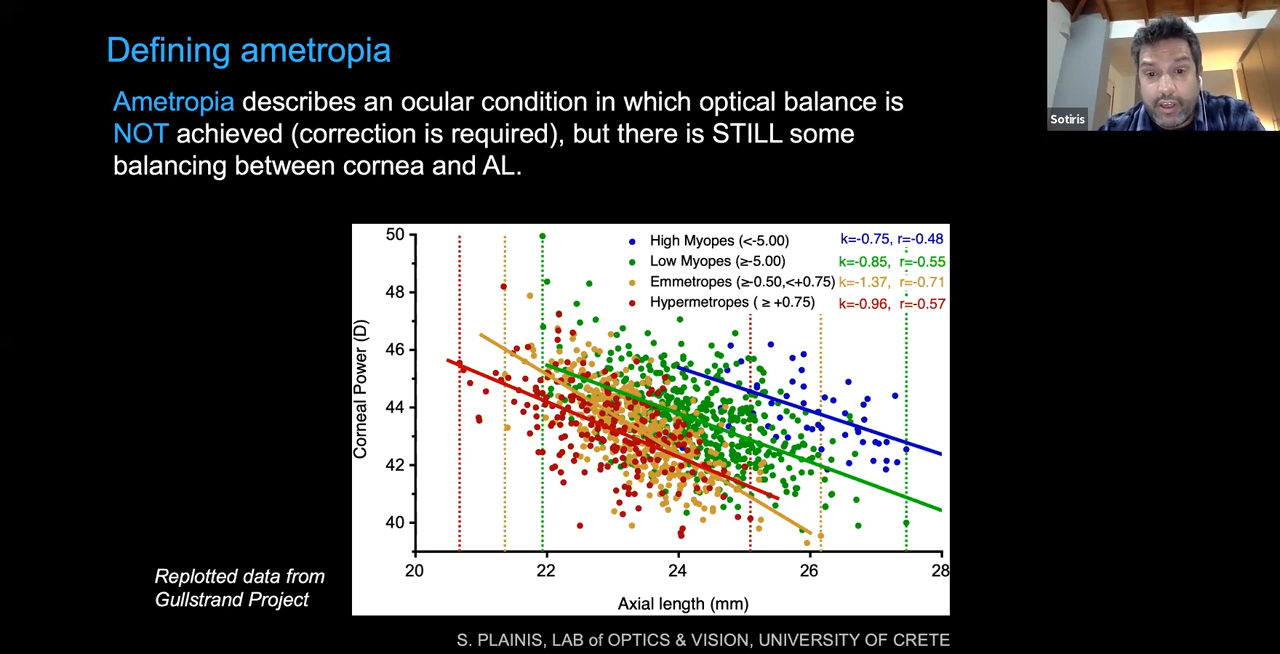 Defining ametropia
Ametropia describes an ocular condition in which optical balance is
NOT achieved (correction is required), but there is STILL some
balancing between cornea and AL.
Sotiris
High Myopes (<-5.00) k=-0.75, r=-0.48
Low Myopes (≥-5.00) k=-0.85, r=-0.55
Emmetropes (≥-0.50,<+0.75) k=-1.37, r=-0.71
Hypermetropes ( ≥ +0.75) k=-0.96, r=-0.57
50
48
46
44
42
40
Corneal Power (D)
20 22 24 26 28
Axial length (mm)
Replotted data from
Gullstrand Project
S. PLAINIS, LAB of OPTICS & VISION, UNIVERSITY OF CRETE